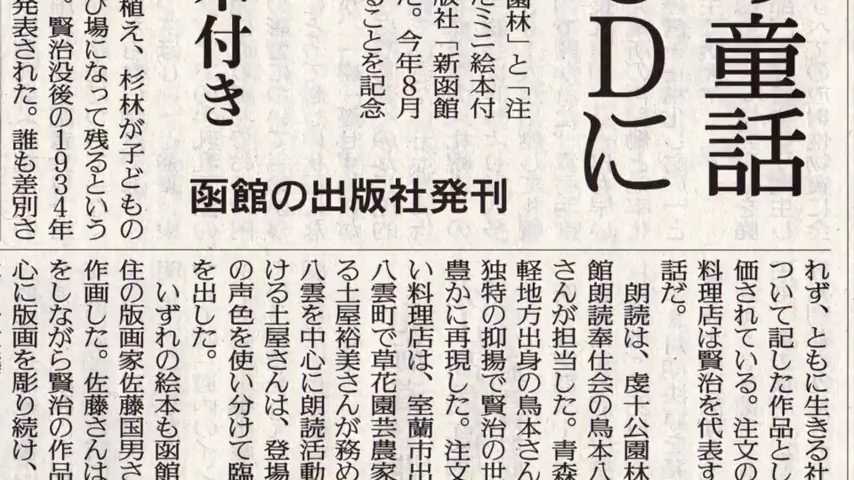 童話
Dに
本付き
函館の出版社発刊
園林」と「注
たミニ絵本付
版社「新函館
た。今年8月
ることを記念
植え、杉林が子どもの
び場になって残るという
。賢治没後の1934年
発表された。誰も差別さ
れず、ともに生きる社
ついて記した作品とし
価されている。注文の
料理店は賢治を代表す
話だ。
朗読は、虔十公園林
館朗読奉仕会の鳥本八
さんが担当した。青森
軽地方出身の鳥本さん
独特の抑揚で賢治の世
豊かに再現した。注文
い料理店は、室蘭市出
八雲町で草花園芸農家
る土屋裕美さんが務め
八雲を中心に朗読活動
ける土屋さんは、登場
の声色を使い分けて臨
を出した。
いずれの絵本も函館
住の版画家佐藤国男さ
作画した。佐藤さんは
をしながら賢治の作品
心に版画を彫り続け、